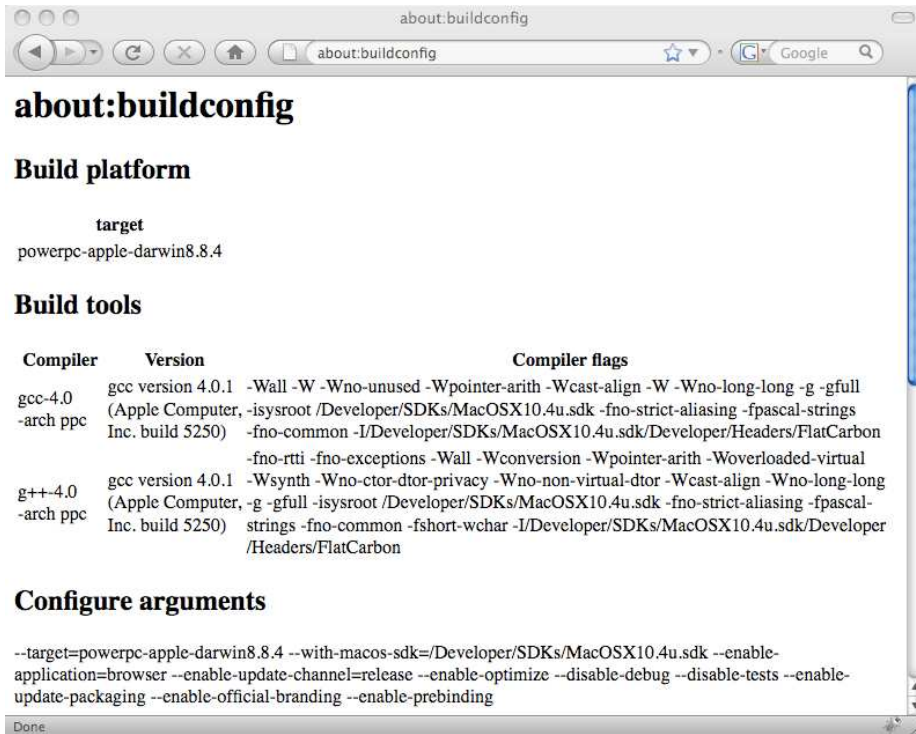 about:buildconfig
about:buildconfig
G Google
about:buildconfig
Build platform
target
powerpc-apple-darwin8.8.4
Build tools
Compiler Version Compiler flags
gcc-4.0
-arch ppc
gcc version 4.0.1
(Apple Computer,
Inc. build 5250)
-Wall -W -Wno-unused -Wpointer-arith -Wcast-align -W -Wno-long-long -g -gfull
-isysroot /Developer/SDKs/MacOSX10.4u.sdk -fno-strict-aliasing -fpascal-strings
-fno-common -I/Developer/SDKs/MacOSX10.4u.sdk/Developer/Headers/FlatCarbon
g++-4.0
-arch ppc
gcc version 4.0.1
(Apple Computer,
Inc. build 5250)
-fno-rtti -fno-exceptions -Wall -Wconversion -Wpointer-arith -Woverloaded-virtual
-Wsynth -Wno-ctor-dtor-privacy -Wno-non-virtual-dtor -Wcast-align -Wno-long-long
-g -gfull -isysroot /Developer/SDKs/MacOSX10.4u.sdk -fno-strict-aliasing -fpascal-
strings -fno-common -fshort-wchar -I/Developer/SDKs/MacOSX10.4u.sdk/Developer
/Headers/FlatCarbon
Configure arguments
--target=powerpc-apple-darwin8.8.4 --with-macos-sdk=/Developer/SDKs/MacOSX10.4u.sdk --enable-
application=browser --enable-update-channel=release --enable-optimize --disable-debug --disable-tests --enable-
update-packaging --enable-official-branding --enable-prebinding
Done